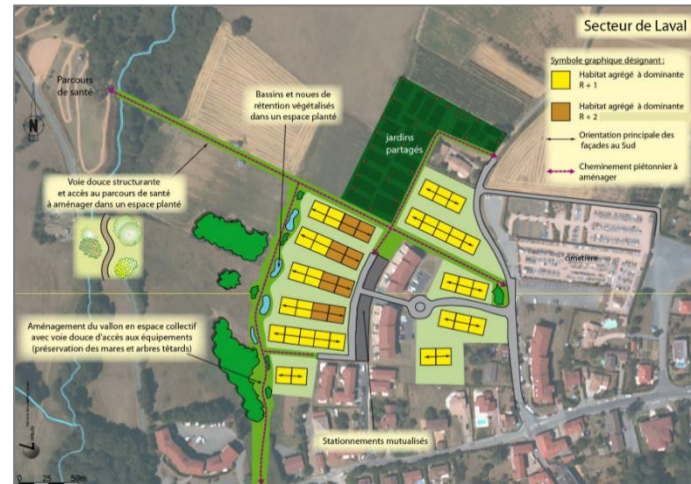 Secteur de Laval
Symbole graphique désignant :
Habitat agrégé à dominante
R + 1
Habitat agrégé à dominante
R + 2
Orientation principale des
façades au Sud
Cheminement piétonnier à
aménager
Parcours
de santé
N
Bassins et noues de
rétention végétalisés
dans un espace planté
jardins
partagés
Voie douce structurante
et accès au parcours de santé
à aménager dans un espace planté
cimetière
Aménagement du vallon en espace collectif
avec voie douce d'accès aux équipements
(préservation des mares et arbres têtards)
Stationnements mutualisés
0 25 50m